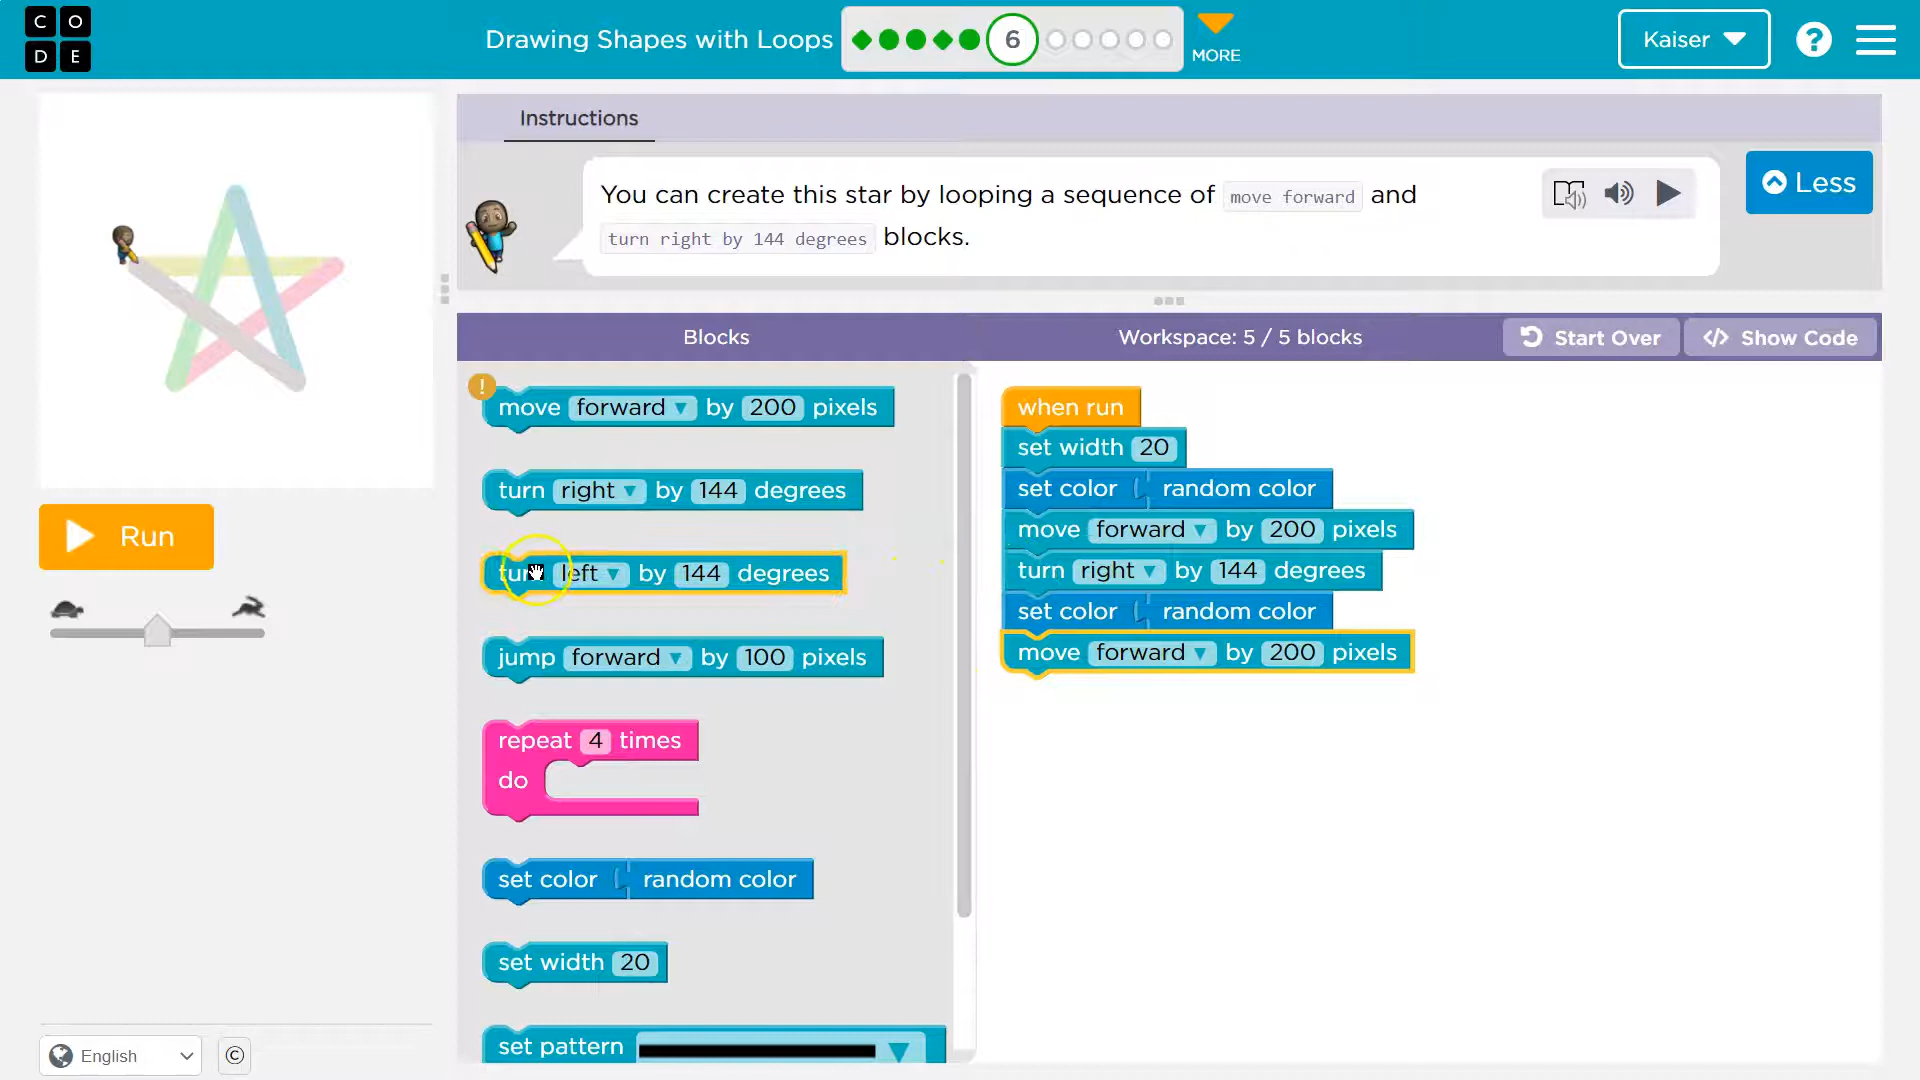 C O
D E
Drawing Shapes with Loops
6
MORE
Kaiser
?
Instructions
You can create this star by looping a sequence of move forward and
turn right by 144 degrees blocks.
Less
Blocks
Workspace: 5 / 5 blocks
Start Over
</> Show Code
!
move forward by 200 pixels
turn right by 144 degrees
turn left by 144 degrees
jump forward by 100 pixels
repeat 4 times
do
set color random color
set width 20
set pattern
when run
set width 20
set color random color
move forward by 200 pixels
turn right by 144 degrees
set color random color
move forward by 200 pixels
Run
English
©